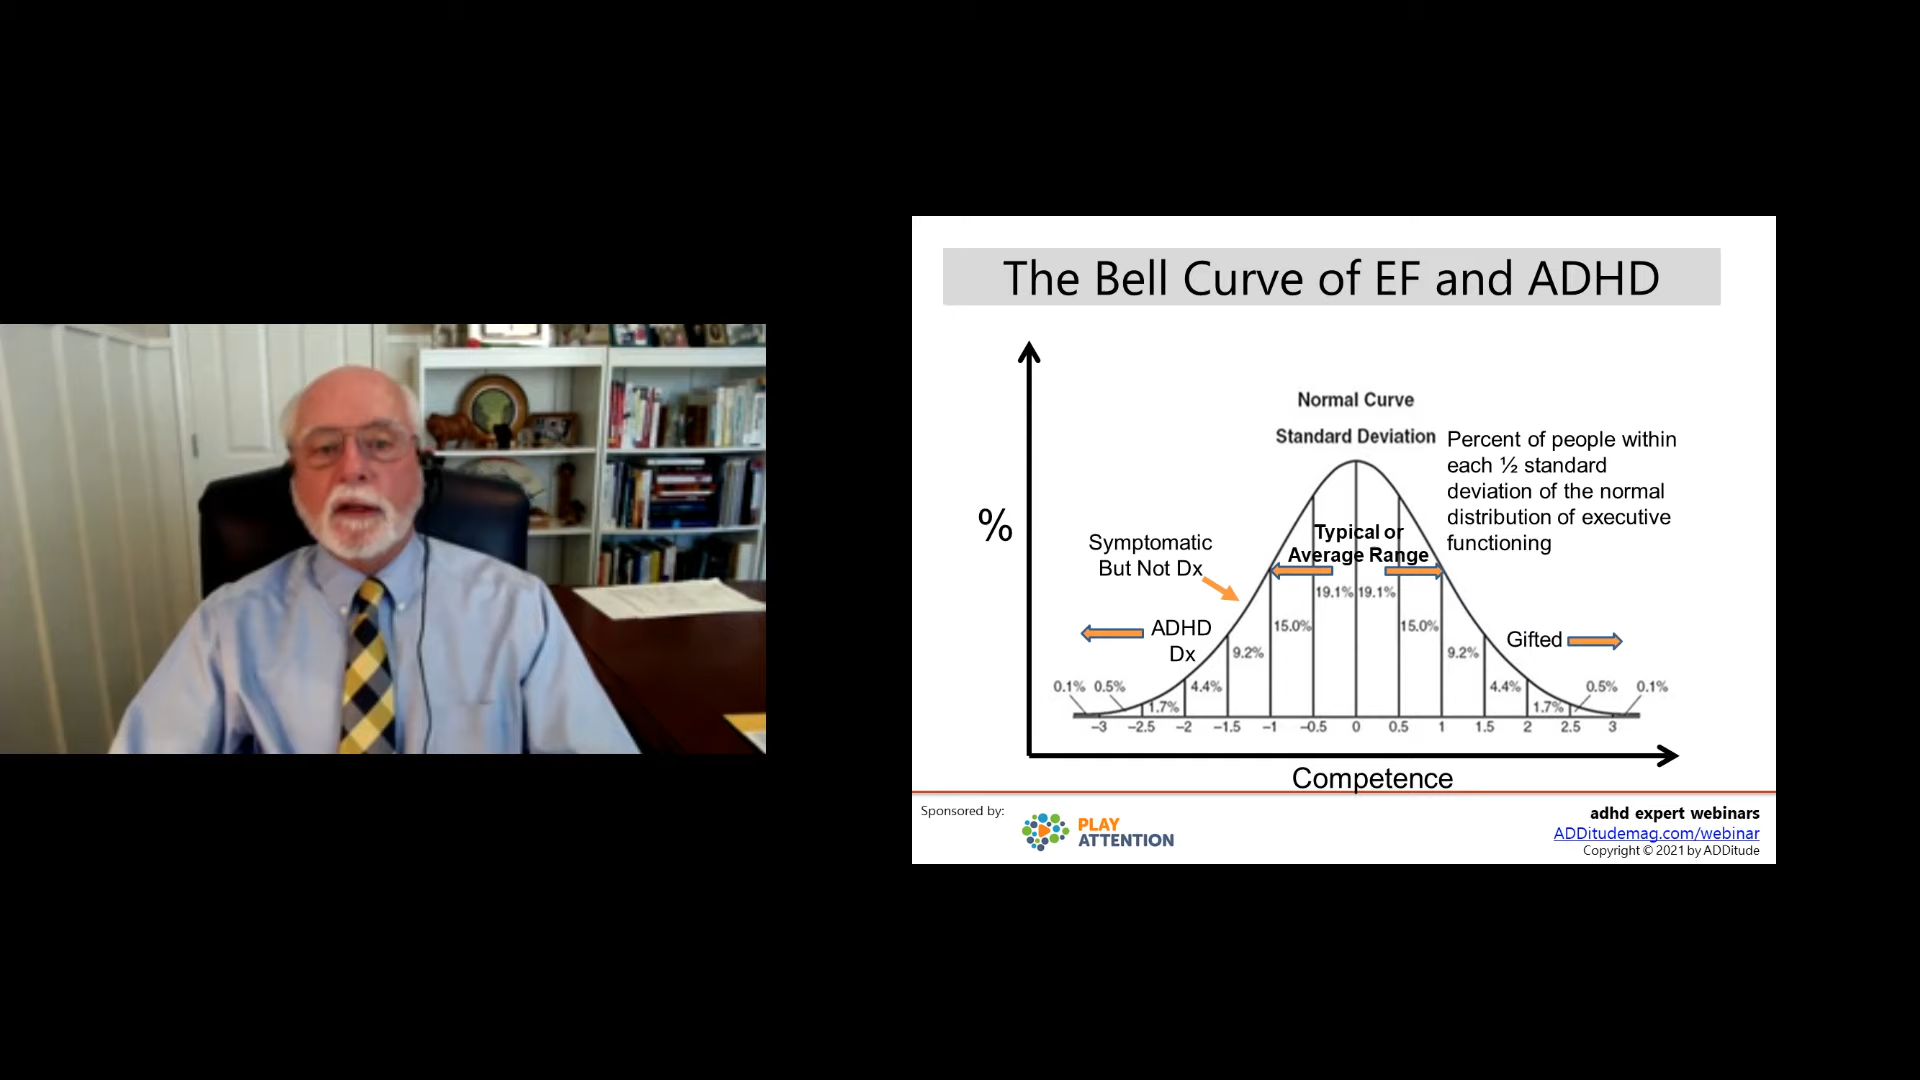 The Bell Curve of EF and ADHD
Normal Curve
Standard Deviation
Percent of people within
each ½ standard
deviation of the normal
distribution of executive
functioning
%
Typical or
Average Range
Symptomatic
But Not Dx
19.1% 19.1%
ADHD
Dx
15.0% 15.0%
Gifted
9.2% 9.2%
0.1% 0.5% 4.4% 4.4% 0.5% 0.1%
1.7% 1.7%
−3 −2.5 −2 −1.5 −1 −0.5 0 0.5 1 1.5 2 2.5 3
Competence
Sponsored by:
PLAY
ATTENTION
adhd expert webinars
ADDitudemag.com/webinar
Copyright © 2021 by ADDitude